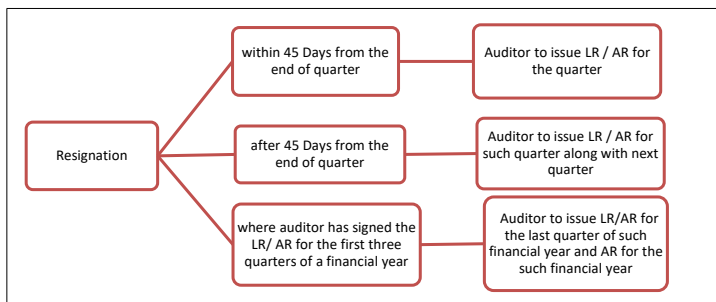 Resignation
within 45 Days from the
end of quarter
Auditor to issue LR / AR for
the quarter
after 45 Days from the
end of quarter
Auditor to issue LR / AR for
such quarter along with next
quarter
where auditor has signed the
LR/ AR for the first three
quarters of a financial year
Auditor to issue LR/AR for
the last quarter of such
financial year and AR for the
such financial year